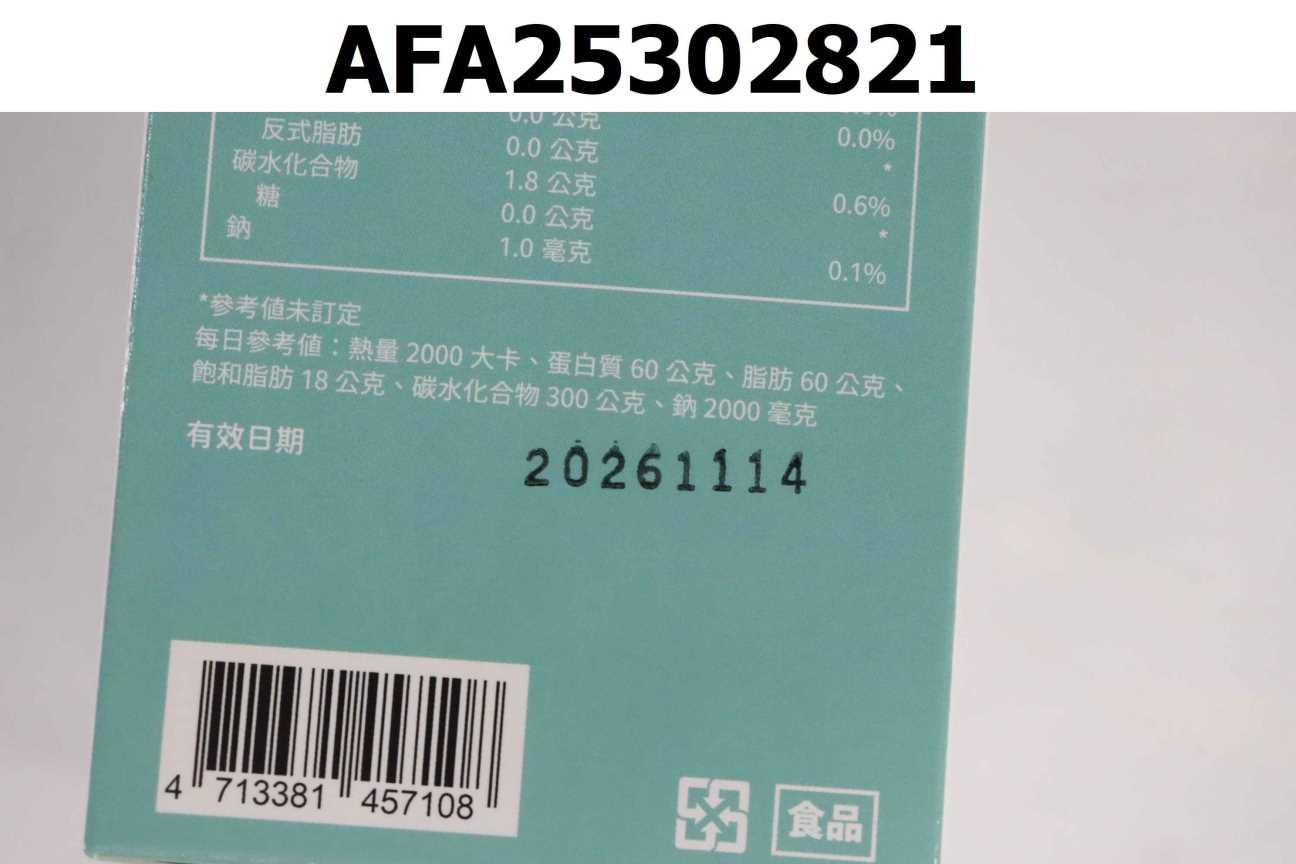 AFA25302821
0.0 公克
反式脂肪 0.0 公克 0.0%
碳水化合物 1.8 公克 *
糖 0.0 公克 0.6%
鈉 1.0 毫克 *
0.1%
*參考值未訂定
每日參考值：熱量 2000 大卡、蛋白質 60 公克、脂肪 60 公克、
飽和脂肪 18 公克、碳水化合物 300 公克、鈉 2000 毫克
有效日期 20261114
4 713381 457108
食品